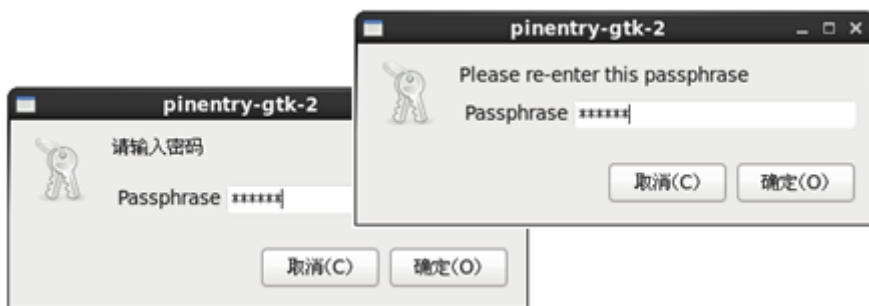 pinentry-gtk-2
请输入密码
Passphrase ******
取消(C) 确定(O)
pinentry-gtk-2
Please re-enter this passphrase
Passphrase ******
取消(C) 确定(O)